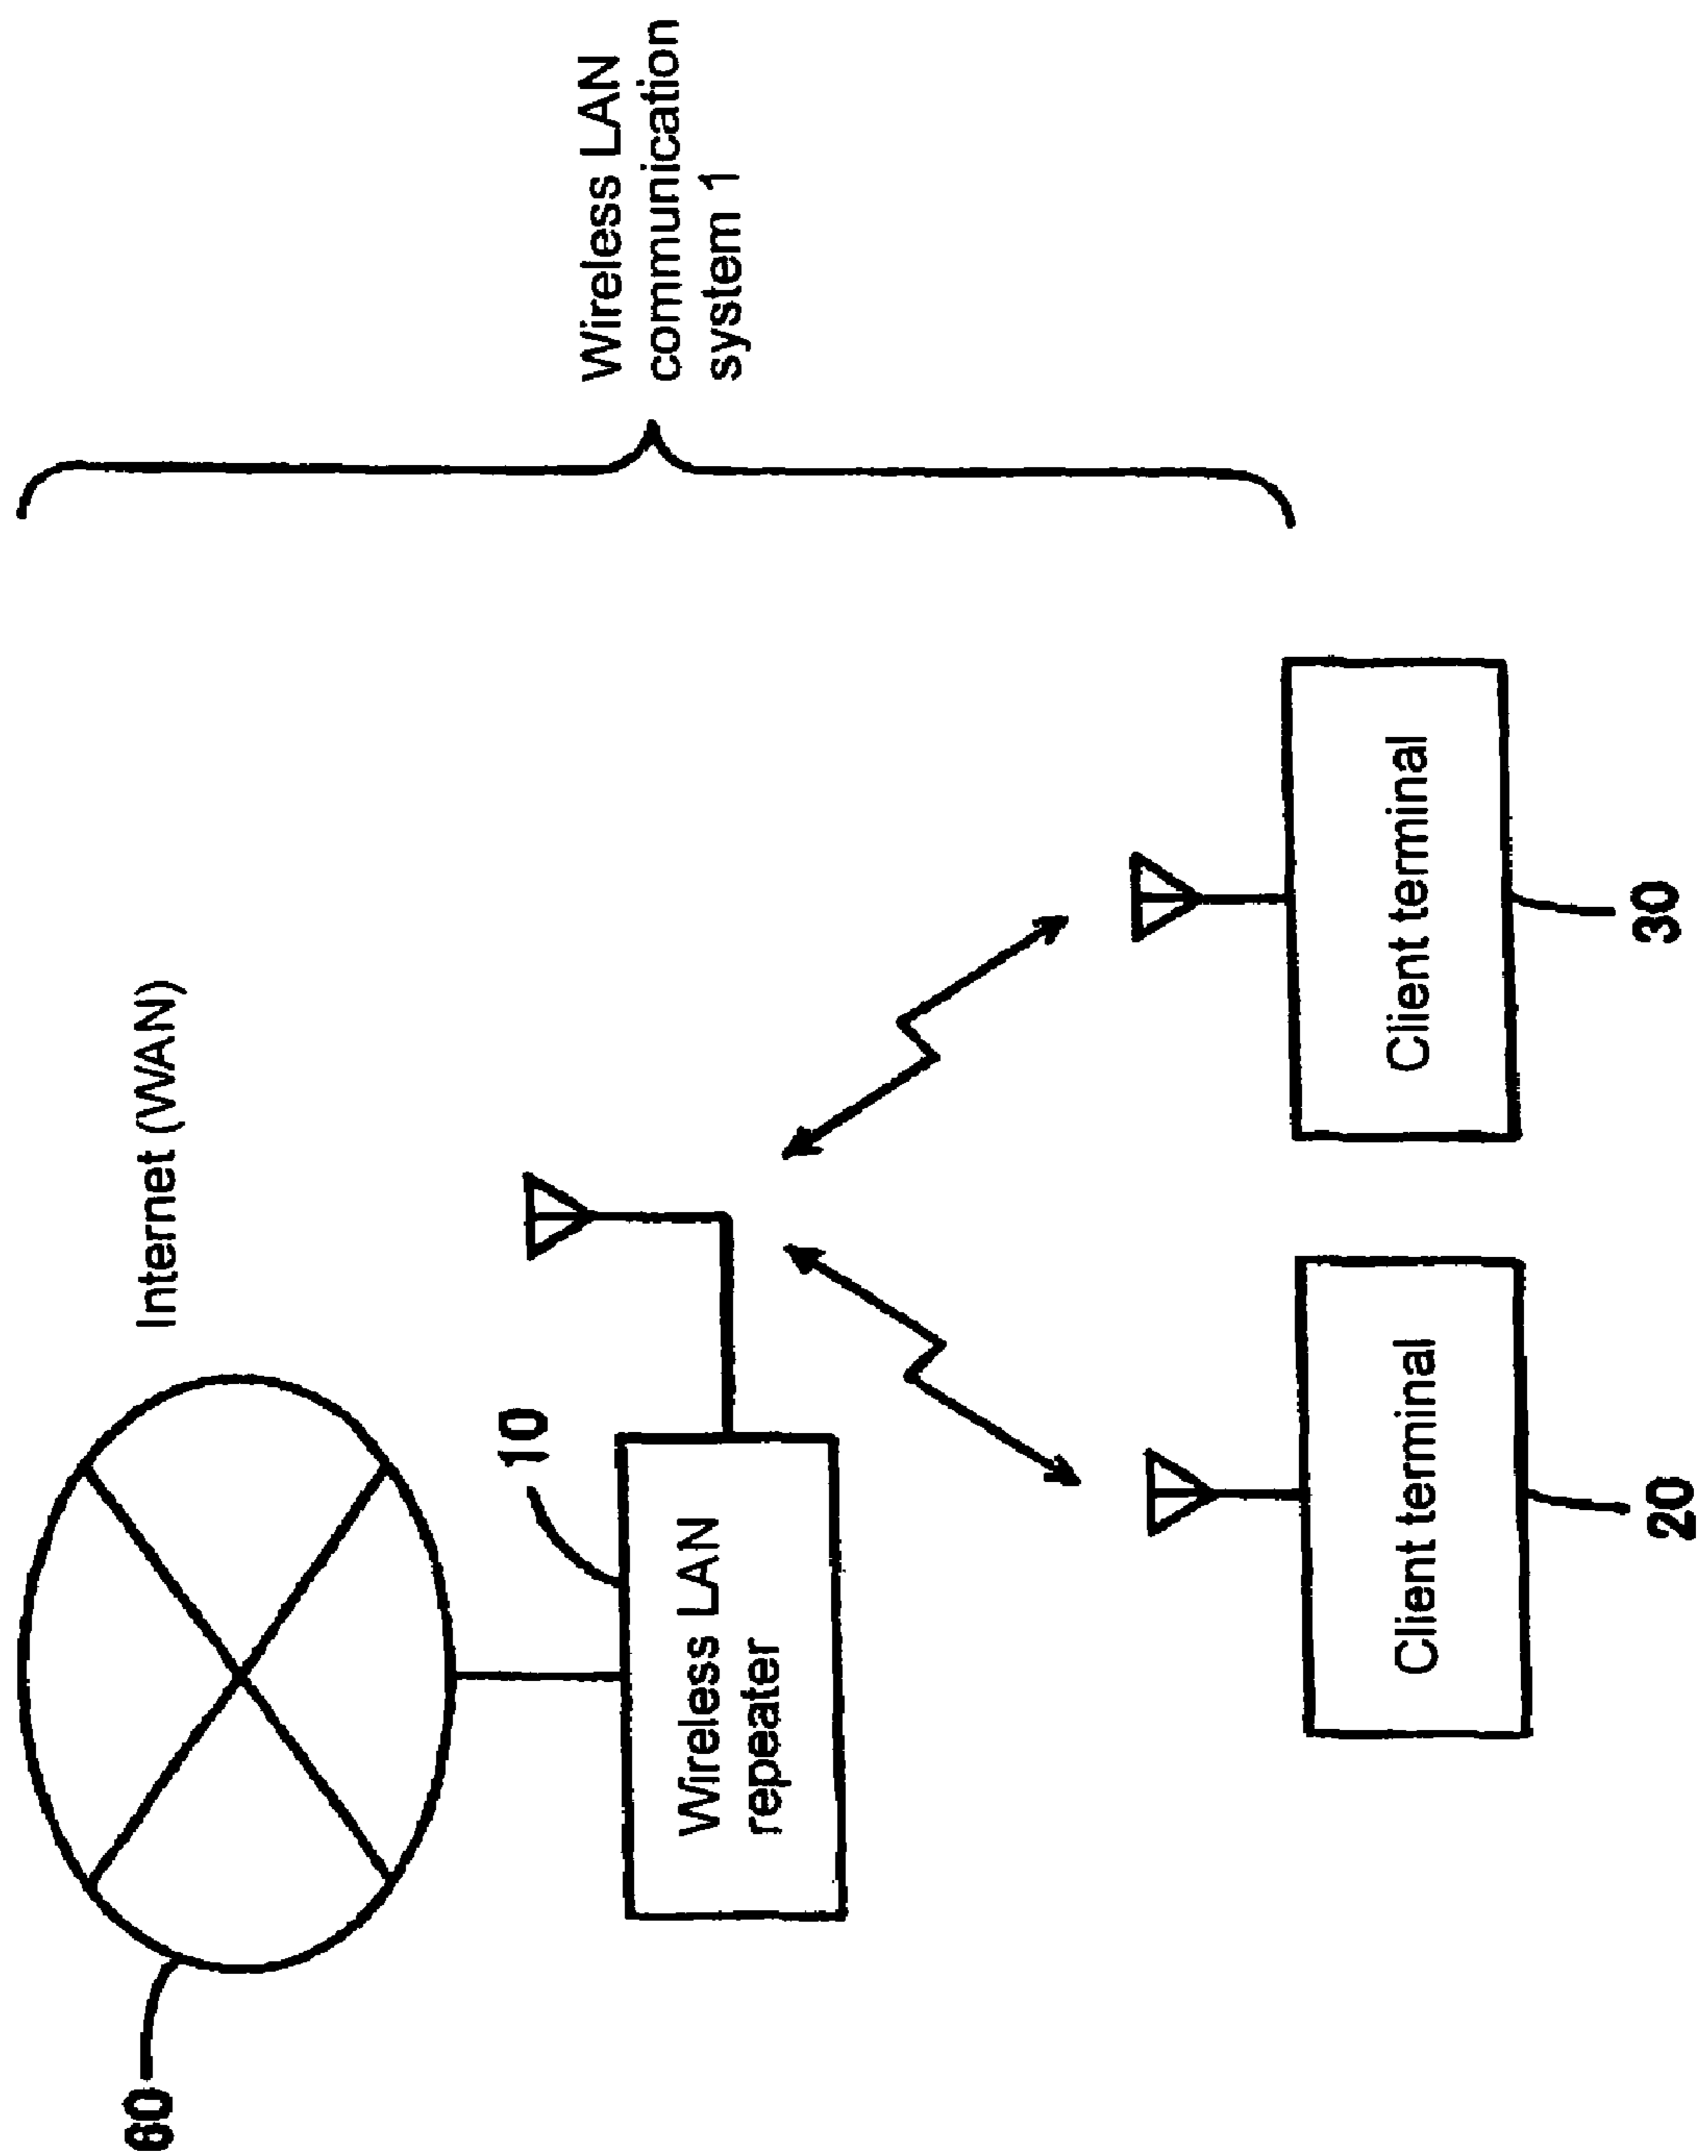 60
Internet (WAN)
10
Wireless LAN
repeater
Wireless LAN
communication
system 1
Client terminal
Client terminal
20
30